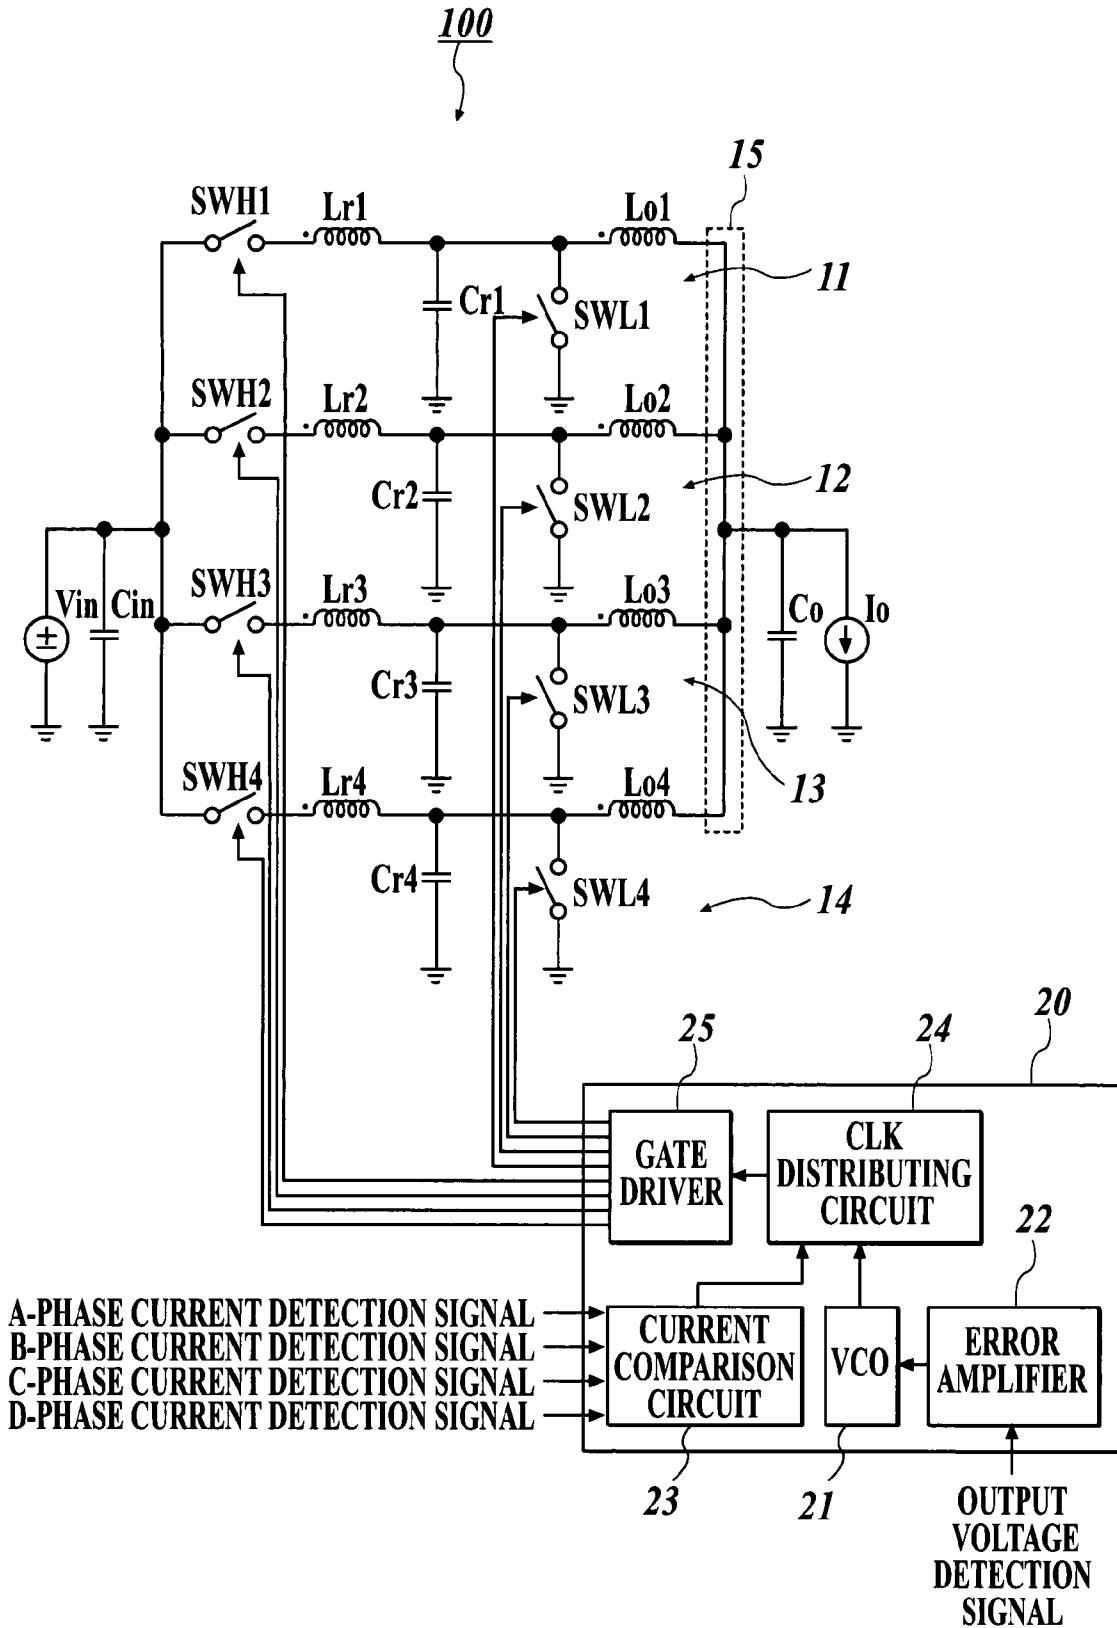 100
15
SWH1
Lr1
Lo1
11
Cr1
SWL1
SWH2
Lr2
Lo2
12
Cr2
SWL2
SWH3
Lr3
Lo3
Vin
Cin
Co
Io
Cr3
SWL3
13
SWH4
Lr4
Lo4
Cr4
SWL4
14
20
25
24
GATE
DRIVER
CLK
DISTRIBUTING
CIRCUIT
22
A-PHASE CURRENT DETECTION SIGNAL
B-PHASE CURRENT DETECTION SIGNAL
C-PHASE CURRENT DETECTION SIGNAL
D-PHASE CURRENT DETECTION SIGNAL
CURRENT
COMPARISON
CIRCUIT
VCO
ERROR
AMPLIFIER
23
21
OUTPUT
VOLTAGE
DETECTION
SIGNAL